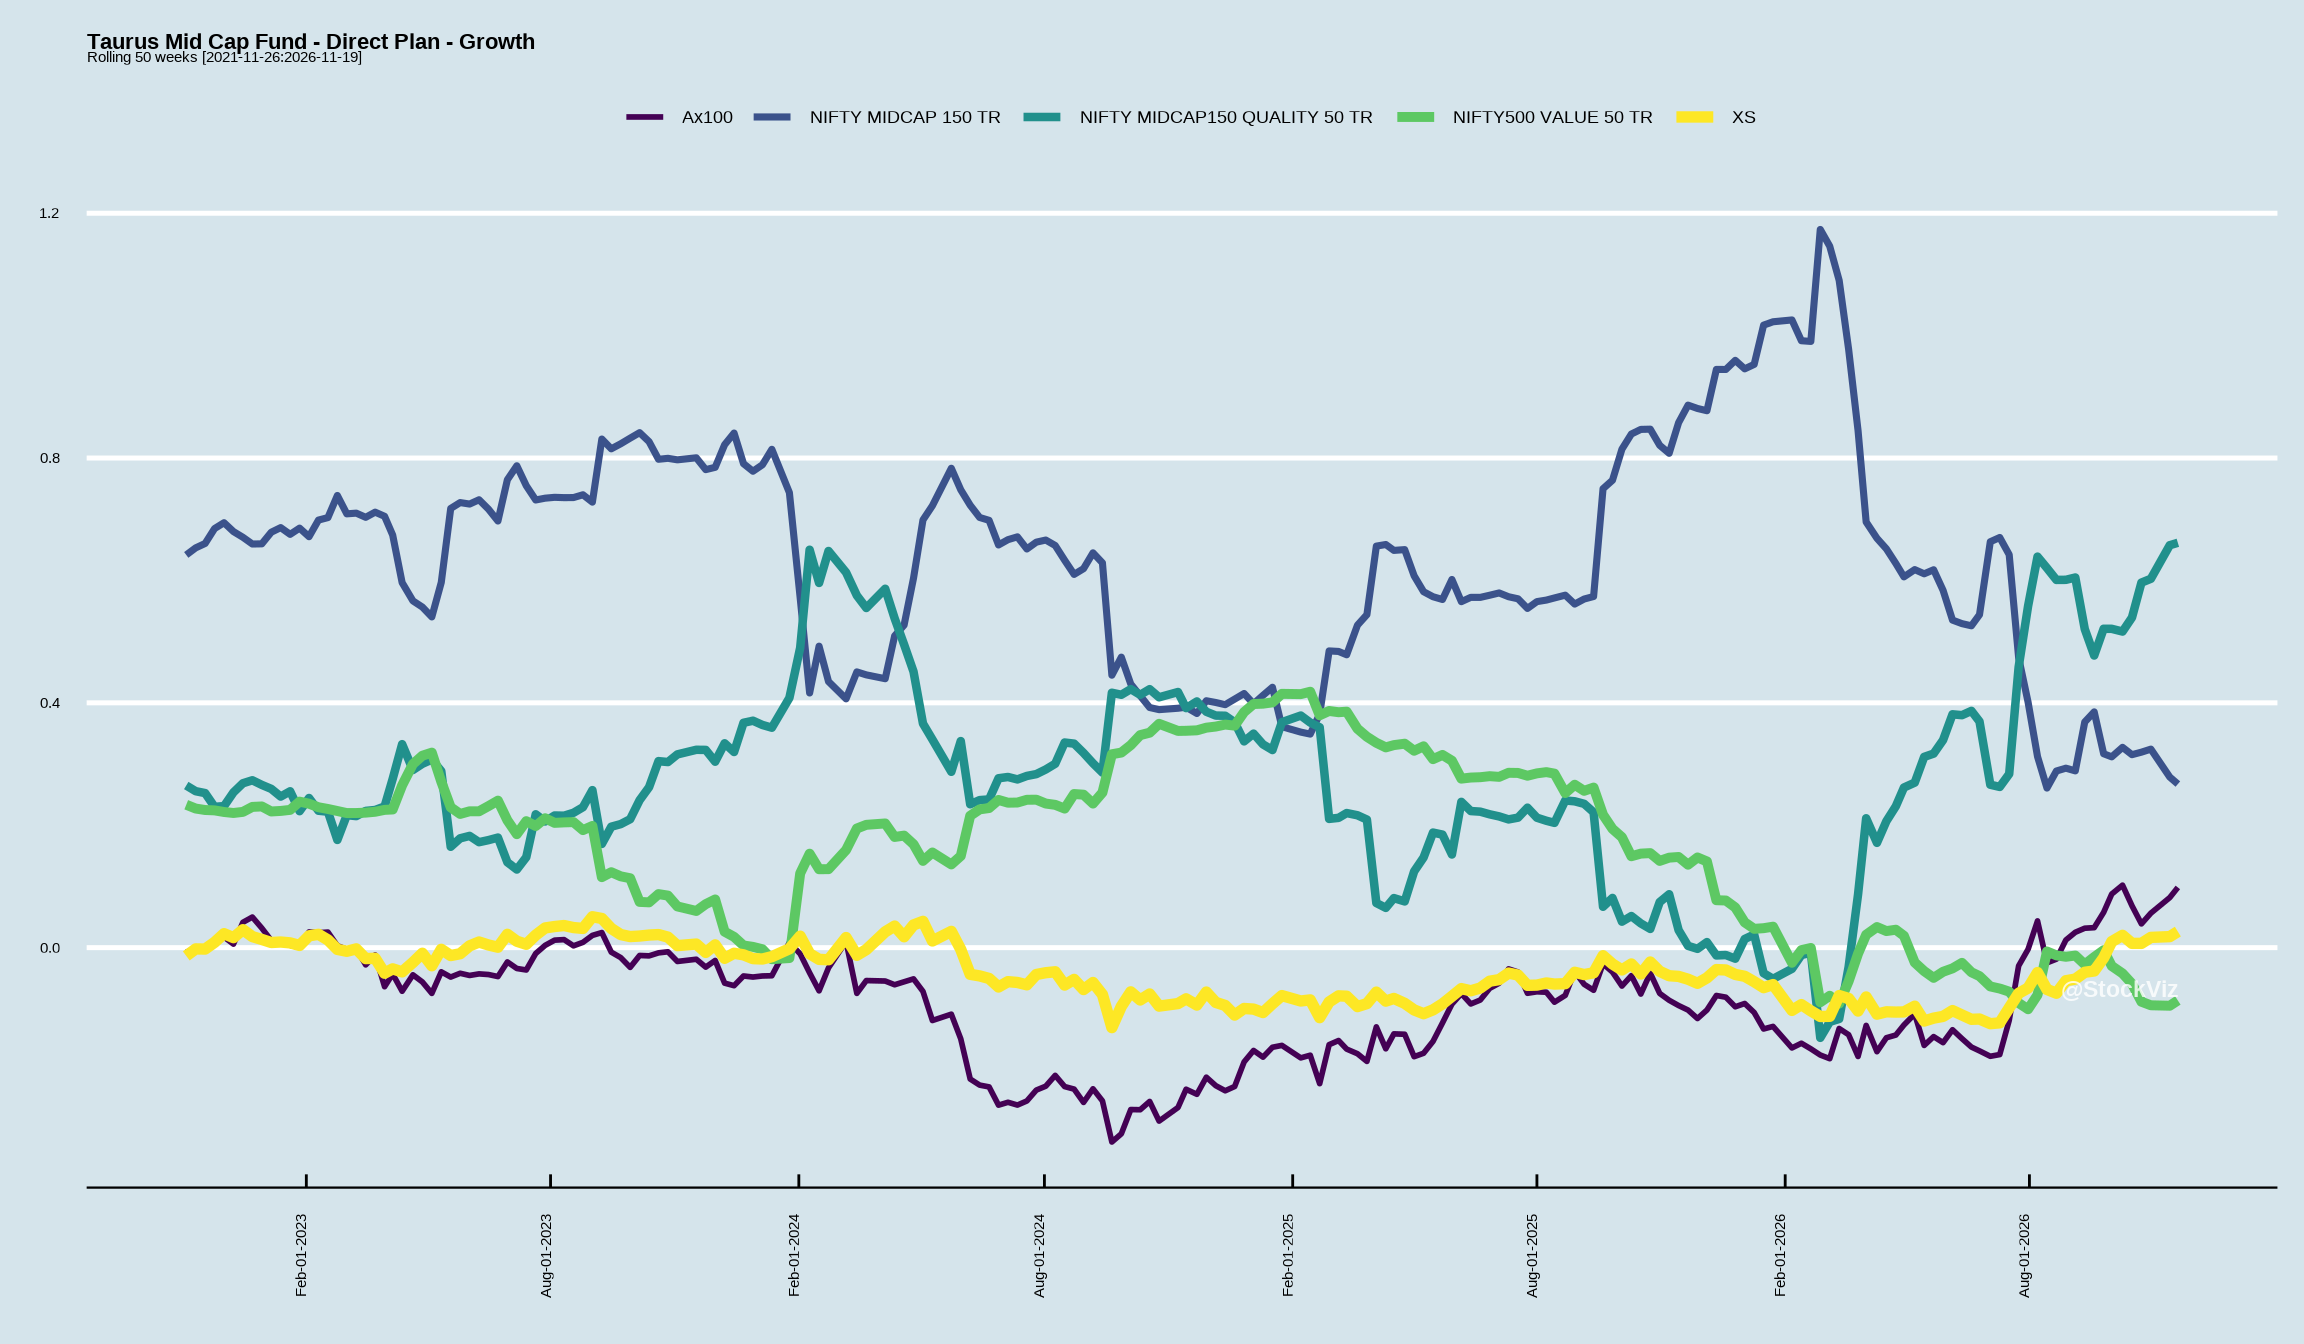 Taurus Mid Cap Fund - Direct Plan - Growth
Rolling 50 weeks [2021-11-26:2026-11-19]
Ax100 NIFTY MIDCAP 150 TR NIFTY MIDCAP150 QUALITY 50 TR NIFTY500 VALUE 50 TR XS
1.2
0.8
0.4
0.0
@StockViz
Feb-01-2023 Aug-01-2023 Feb-01-2024 Aug-01-2024 Feb-01-2025 Aug-01-2025 Feb-01-2026 Aug-01-2026